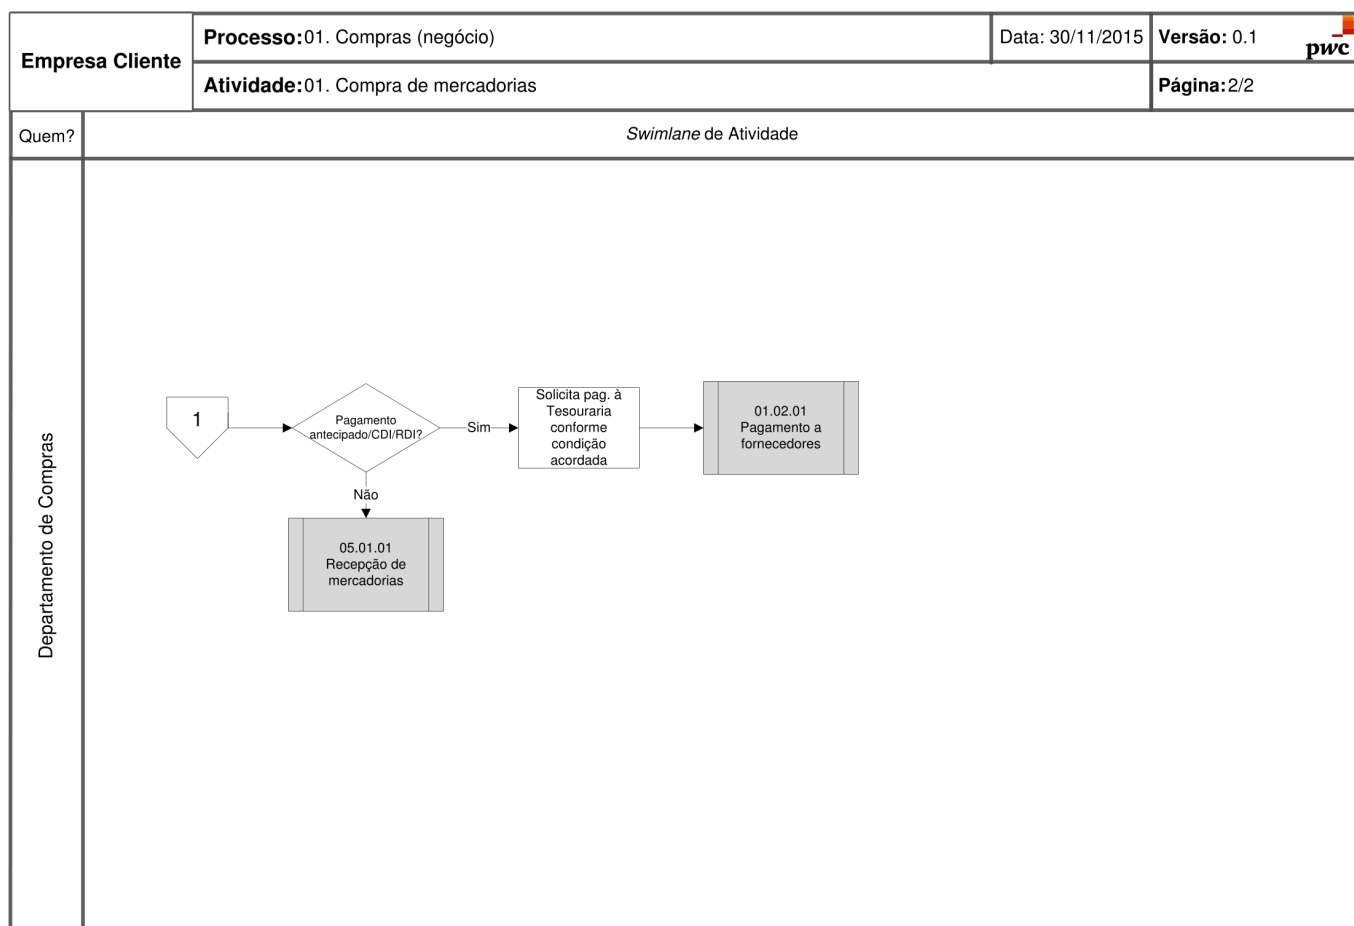 Empresa Cliente
Processo: 01. Compras (negócio)
Data: 30/11/2015
Versão: 0.1
pwc
Atividade: 01. Compra de mercadorias
Página: 2/2
Quem?
Swimlane de Atividade
Departamento de Compras
1
Pagamento
antecipado/CDI/RDI?
Sim
Solicita pag. à
Tesouraria
conforme
condição
acordada
01.02.01
Pagamento a
fornecedores
Não
05.01.01
Recepção de
mercadorias